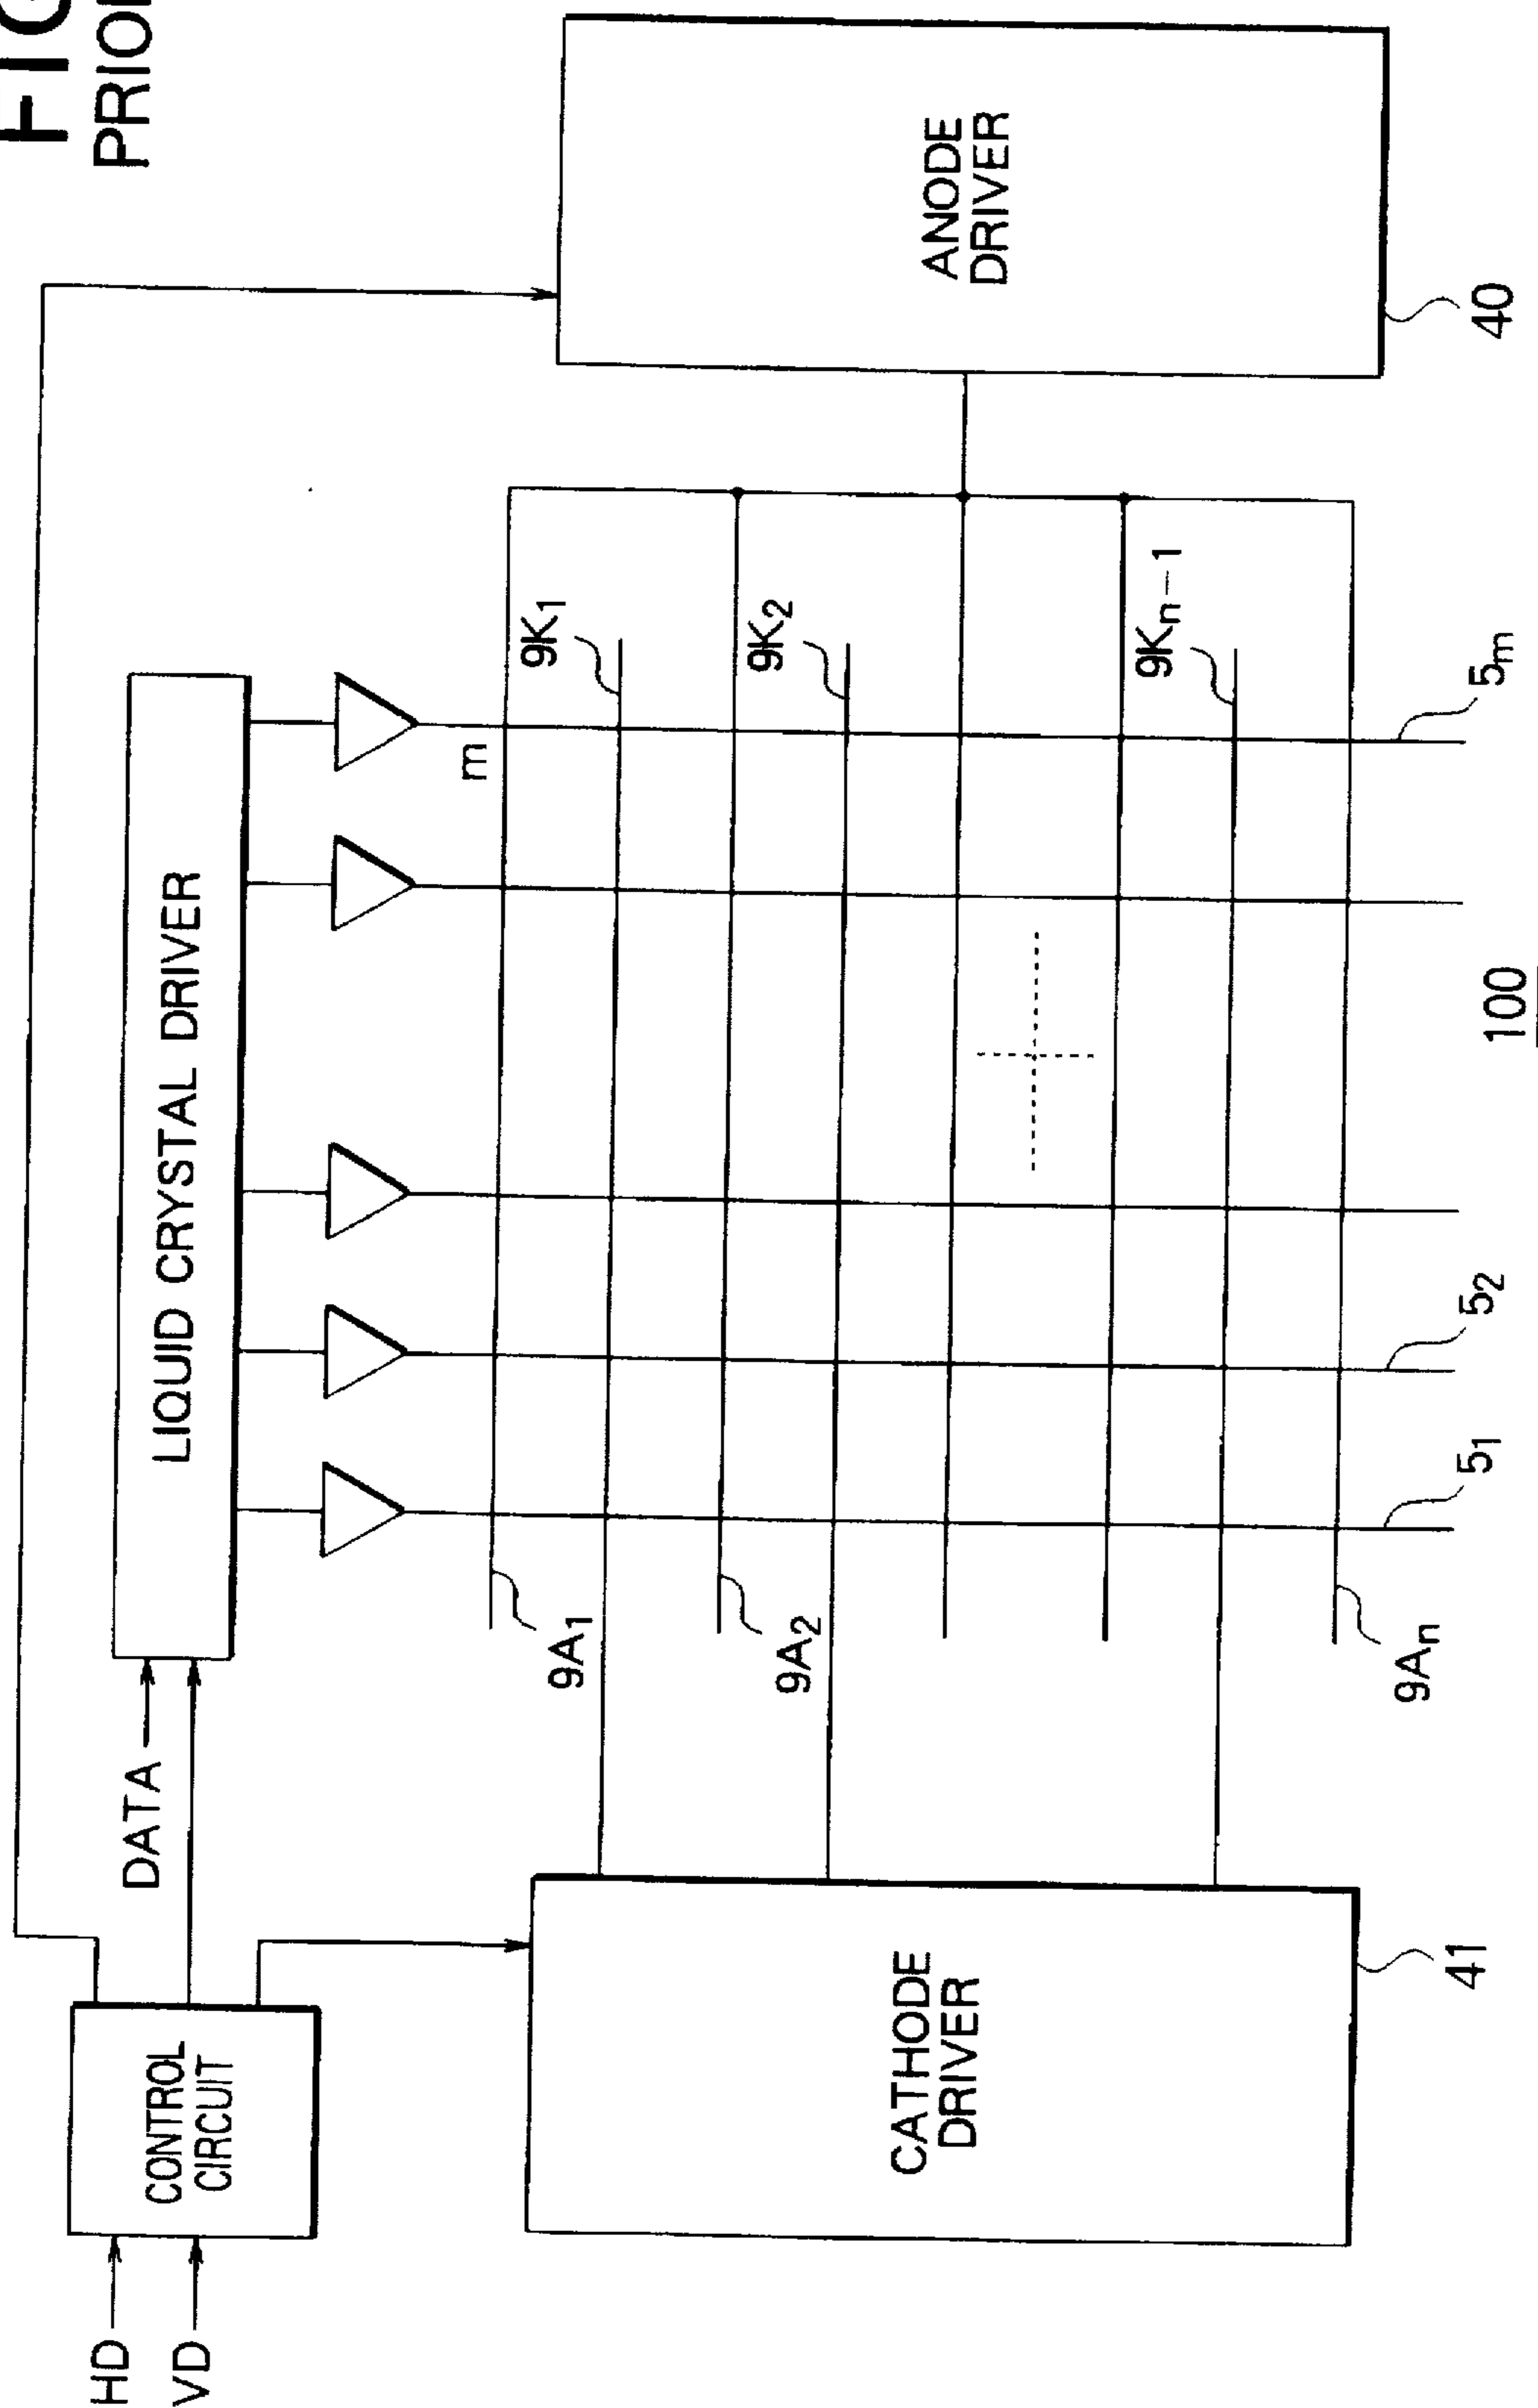 FIG
PRIOR
HD
VD
CONTROL
CIRCUIT
DATA
LIQUID CRYSTAL DRIVER
m
9K1
9K2
9Kn-1
9A1
9A2
9An
CATHODE
DRIVER
41
ANODE
DRIVER
40
51
52
5m
100